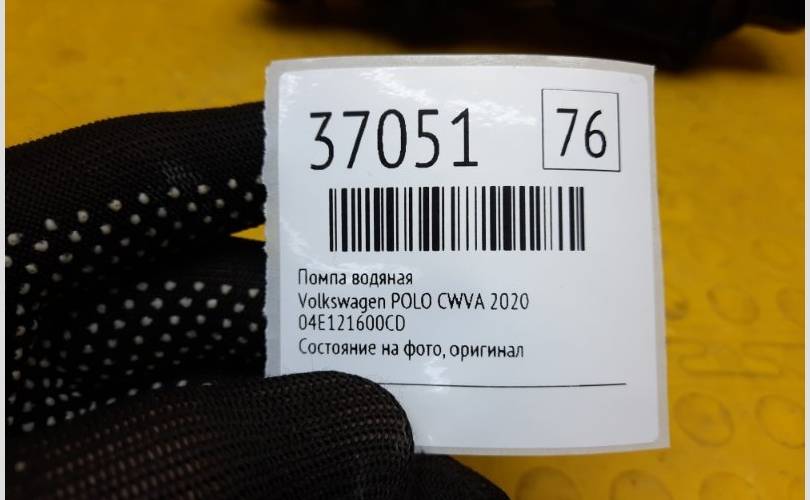 37051
76
Помпа водяная
Volkswagen POLO CWVA 2020
04E121600CD
Состояние на фото, оригинал